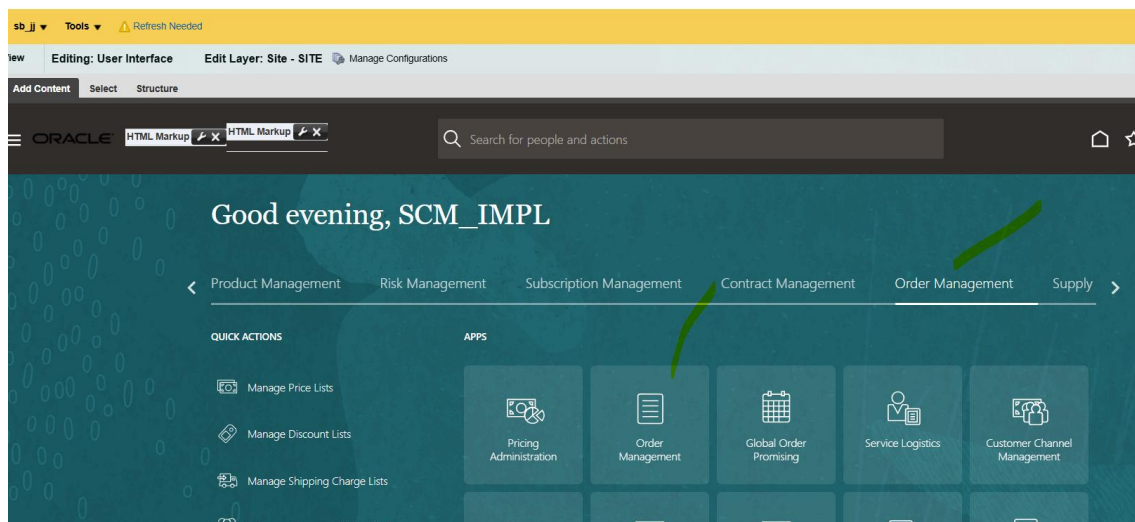 sb_jj Tools Refresh Needed
View Editing: User Interface Edit Layer: Site - SITE Manage Configurations
Add Content Select Structure
ORACLE HTML Markup HTML Markup Search for people and actions
Good evening, SCM_IMPL
Product Management Risk Management Subscription Management Contract Management Order Management Supply
QUICK ACTIONS APPS
Manage Price Lists
Manage Discount Lists
Manage Shipping Charge Lists
Pricing Administration
Order Management
Global Order Promising
Service Logistics
Customer Channel Management